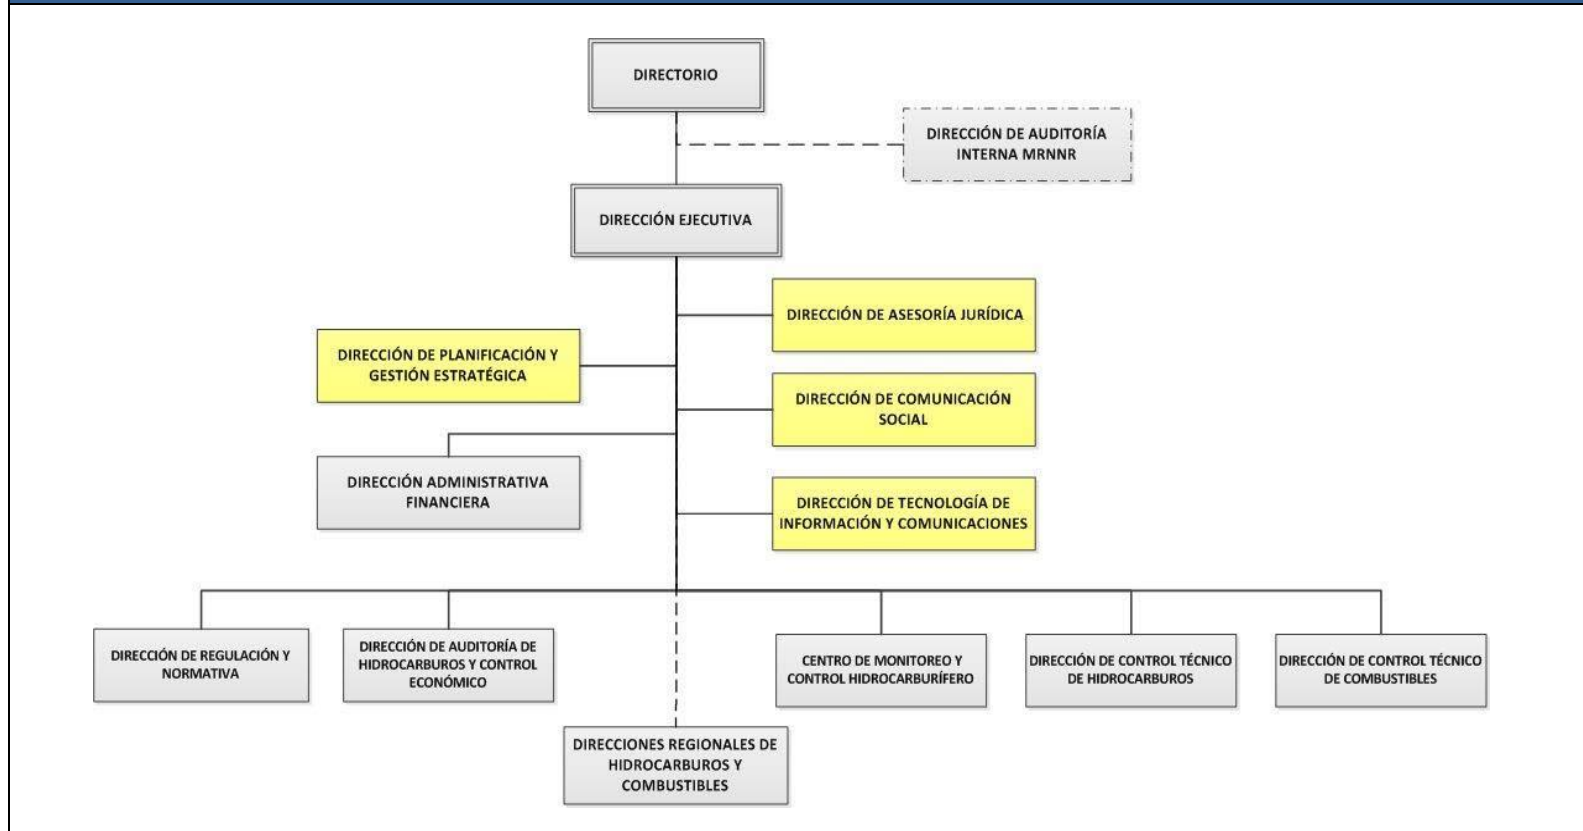 DIRECTORIO
DIRECCIÓN DE AUDITORÍA
INTERNA MRNNR
DIRECCIÓN EJECUTIVA
DIRECCIÓN DE ASESORÍA JURÍDICA
DIRECCIÓN DE PLANIFICACIÓN Y
GESTIÓN ESTRATÉGICA
DIRECCIÓN DE COMUNICACIÓN
SOCIAL
DIRECCIÓN ADMINISTRATIVA
FINANCIERA
DIRECCIÓN DE TECNOLOGÍA DE
INFORMACIÓN Y COMUNICACIONES
DIRECCIÓN DE REGULACIÓN Y
NORMATIVA
DIRECCIÓN DE AUDITORÍA DE
HIDROCARBUROS Y CONTROL
ECONÓMICO
CENTRO DE MONITOREO Y
CONTROL HIDROCARBURÍFERO
DIRECCIÓN DE CONTROL TÉCNICO
DE HIDROCARBUROS
DIRECCIÓN DE CONTROL TÉCNICO
DE COMBUSTIBLES
DIRECCIONES REGIONALES DE
HIDROCARBUROS Y
COMBUSTIBLES